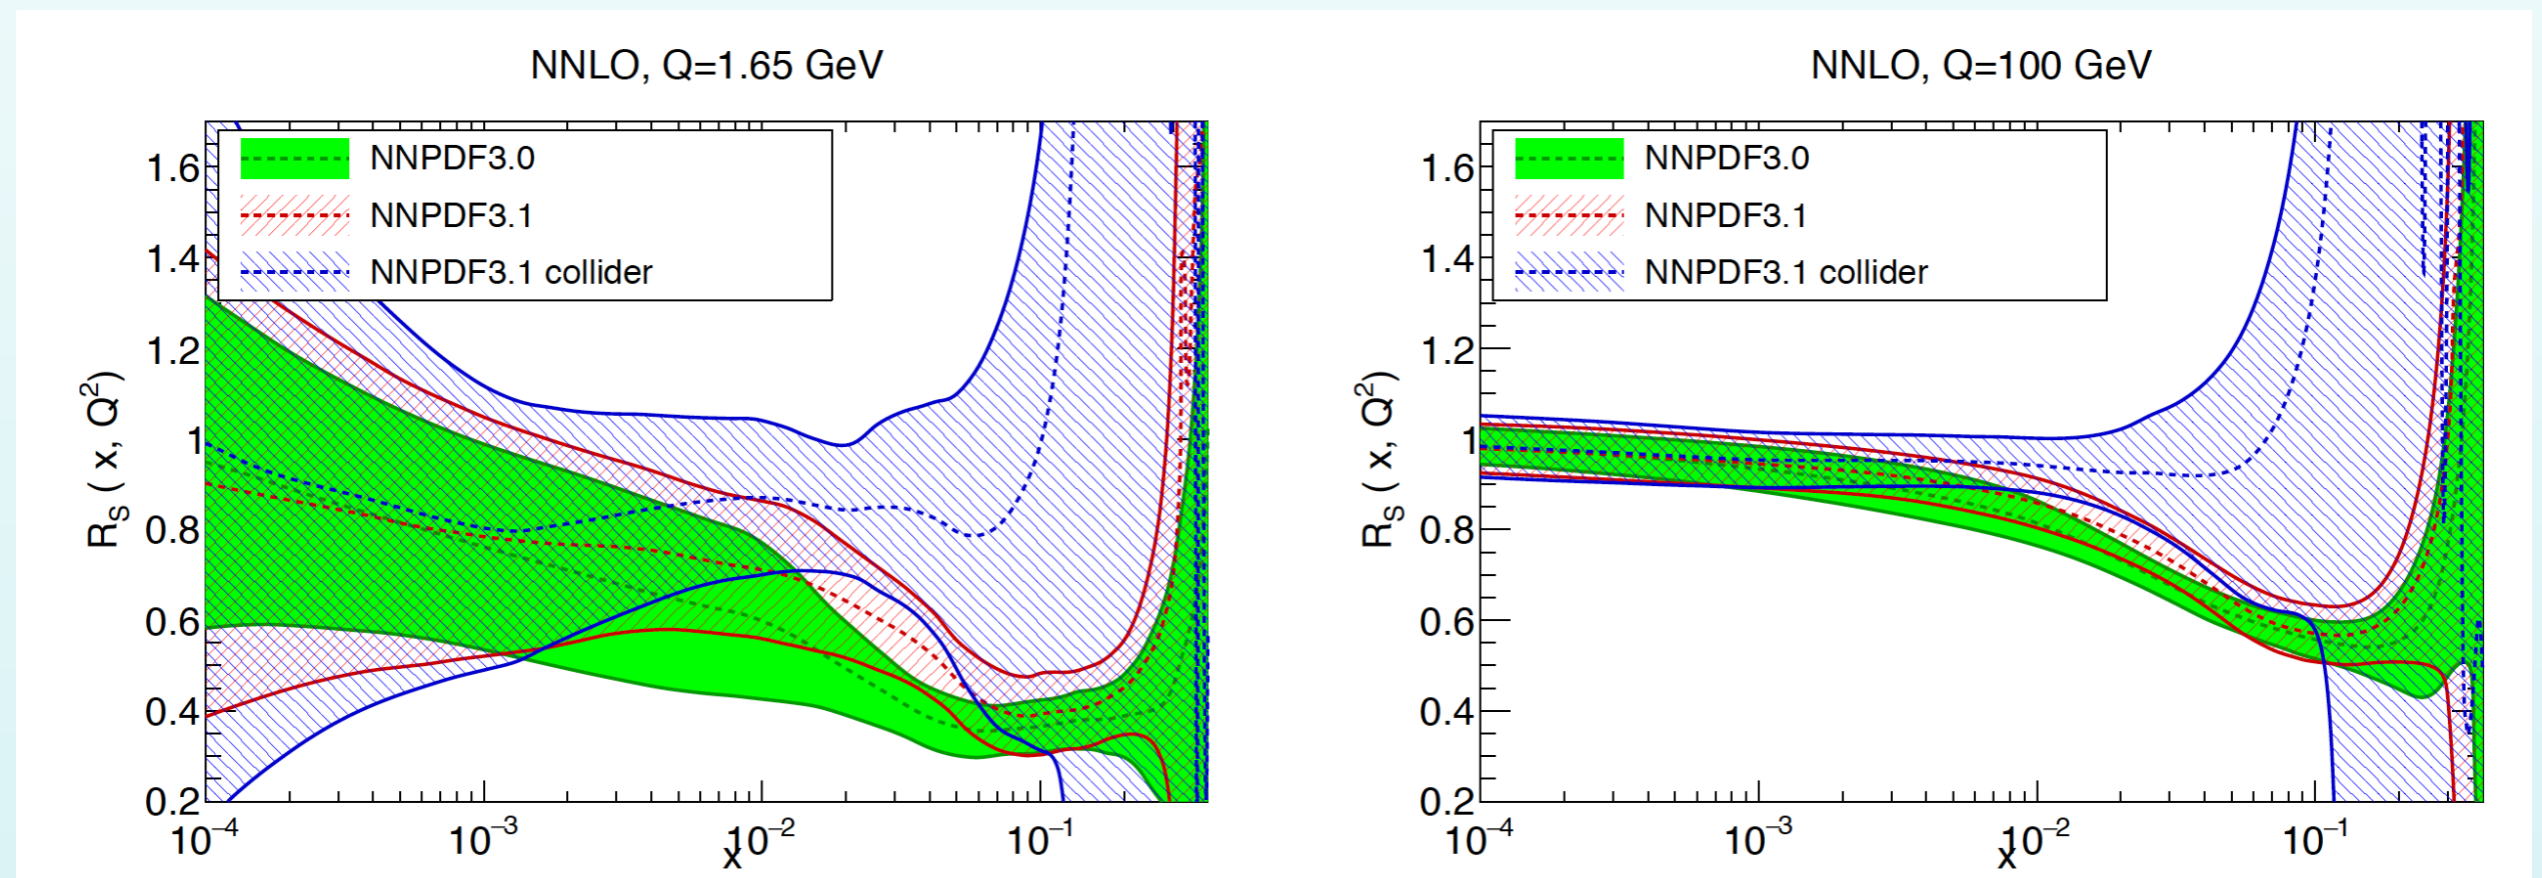 NNLO, Q=1.65 GeV
NNPDF3.0
NNPDF3.1
NNPDF3.1 collider
R_S ( x, Q²)
1.6
1.4
1.2
1
0.8
0.6
0.4
0.2
10⁻⁴ 10⁻³ 10⁻² 10⁻¹
x
NNLO, Q=100 GeV
NNPDF3.0
NNPDF3.1
NNPDF3.1 collider
R_S ( x, Q²)
1.6
1.4
1.2
1
0.8
0.6
0.4
0.2
10⁻⁴ 10⁻³ 10⁻² 10⁻¹
x